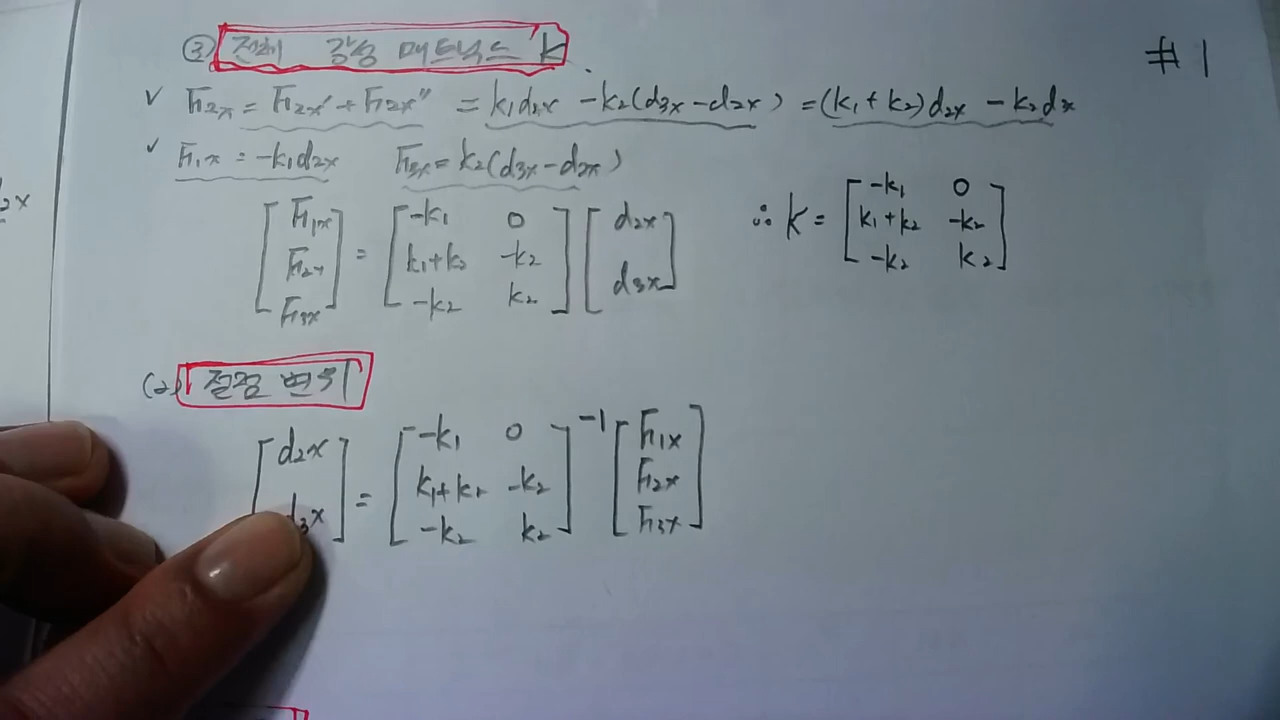 ③ 전체 강성 매트릭스 k
#1
✓ F2x = F2x' + F2x" = k1d2x - k2(d3x - d2x) = (k1 + k2)d2x - k2d3x
✓ F1x = -k1d2x F3x = k2(d3x - d2x)
[F1x F2x F3x] = [-k1 0 k1+k2 -k2 -k2 k2] [d2x d3x] ∴ K = [-k1 0 k1+k2 -k2 -k2 k2]
(2) 절점 변위
[d2x d3x] = [-k1 0 k1+k2 -k2 -k2 k2]⁻¹ [F1x F2x F3x]
2x